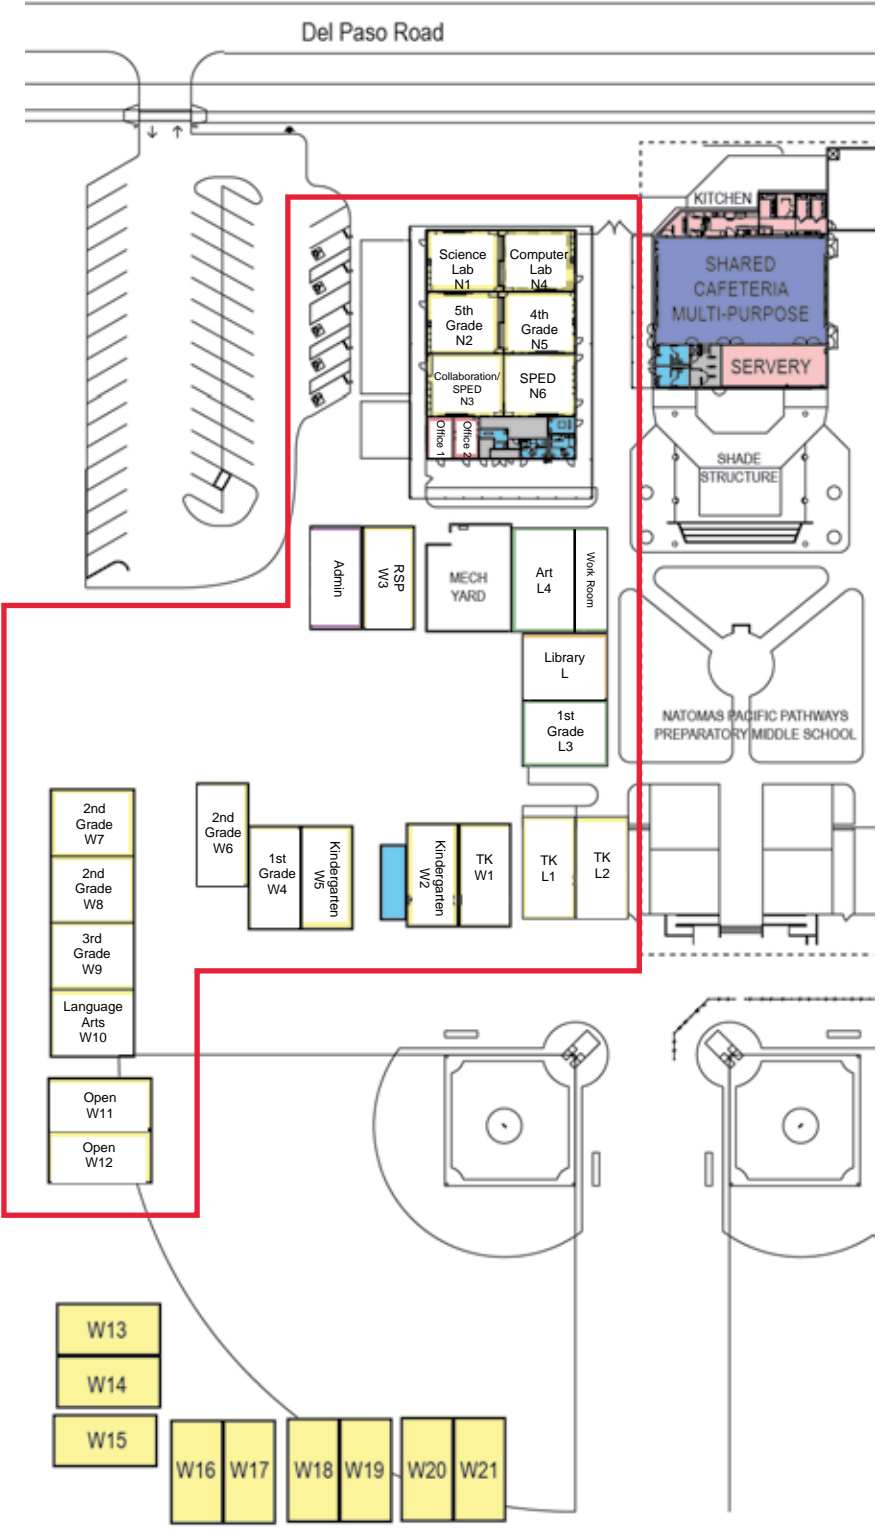 Del Paso Road
KITCHEN
SHARED
CAFETERIA
MULTI-PURPOSE
SERVERY
SHADE
STRUCTURE
Science
Lab
N1
Computer
Lab
N4
5th
Grade
N2
4th
Grade
N5
Collaboration/
SPED
N3
SPED
N6
Office 1
Office 2
Admin
RSP
W3
MECH
YARD
Art
L4
Work Room
Library
L
1st
Grade
L3
NATOMAS PACIFIC PATHWAYS
PREPARATORY MIDDLE SCHOOL
2nd
Grade
W7
2nd
Grade
W8
3rd
Grade
W9
Language
Arts
W10
2nd
Grade
W6
1st
Grade
W4
Kindergarten
W5
Kindergarten
W2
TK
W1
TK
L1
TK
L2
Open
W11
Open
W12
W13
W14
W15
W16
W17
W18
W19
W20
W21